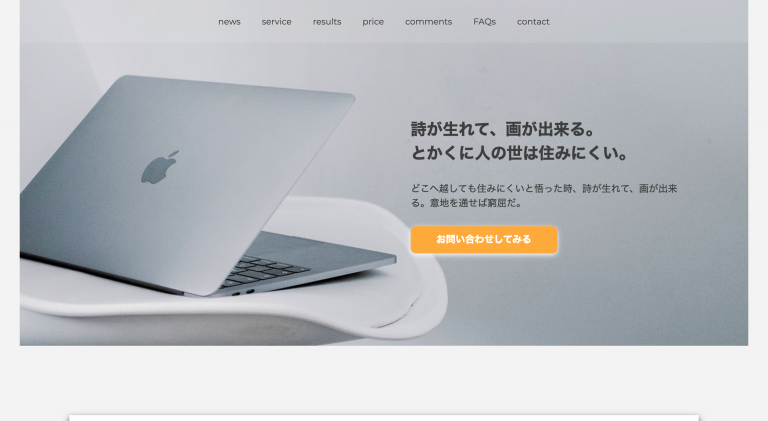 news service results price comments FAQs contact
詩が生れて、画が出来る。
とかくに人の世は住みにくい。
どこへ越しても住みにくいと悟った時、詩が生れて、画が出来
る。意地を通せば窮屈だ。
お問い合わせしてみる